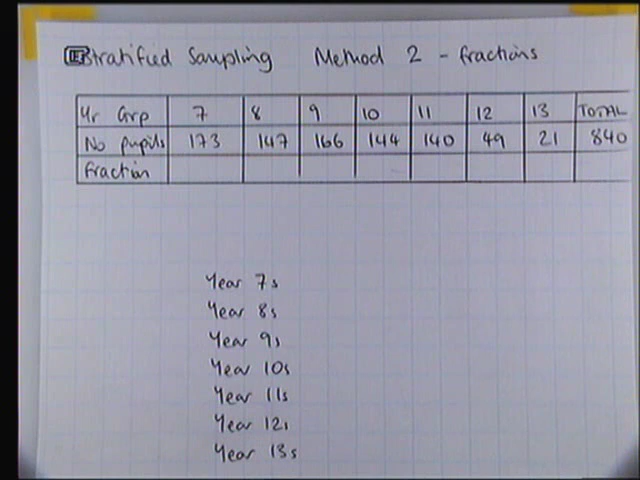 Stratified Sampling Method 2 - fractions
Yr Grp 7 8 9 10 11 12 13 TOTAL
No pupils 173 147 166 144 140 49 21 840
fraction
Year 7s
Year 8s
Year 9s
Year 10s
Year 11s
Year 12s
Year 13s